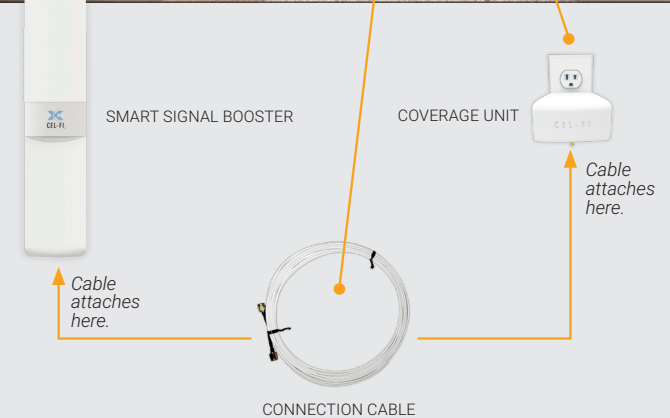 CEL-FI
SMART SIGNAL BOOSTER
COVERAGE UNIT
CEL-FI
Cable
attaches
here.
Cable
attaches
here.
CONNECTION CABLE